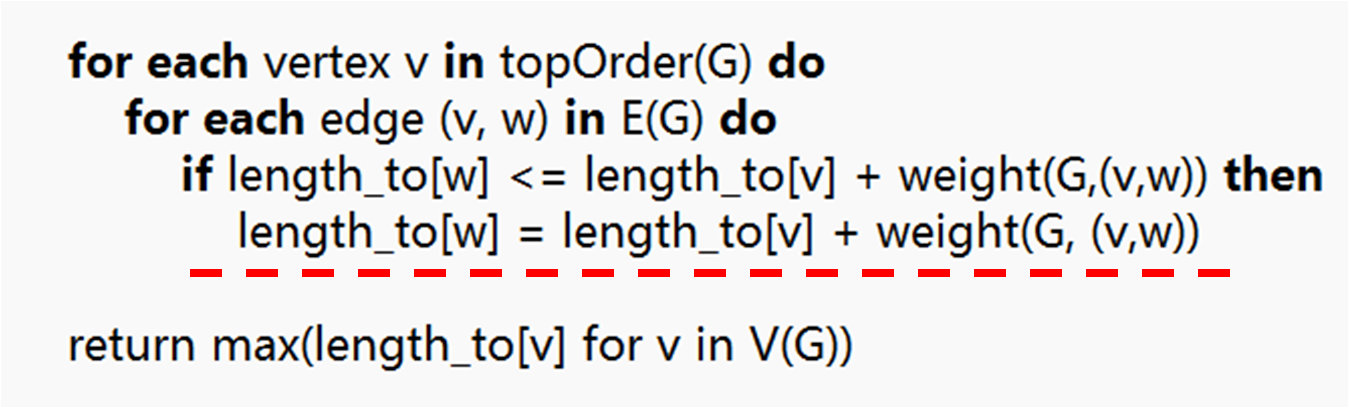 for each vertex v in topOrder(G) do
for each edge (v, w) in E(G) do
if length_to[w] <= length_to[v] + weight(G,(v,w)) then
length_to[w] = length_to[v] + weight(G, (v,w))
return max(length_to[v] for v in V(G))